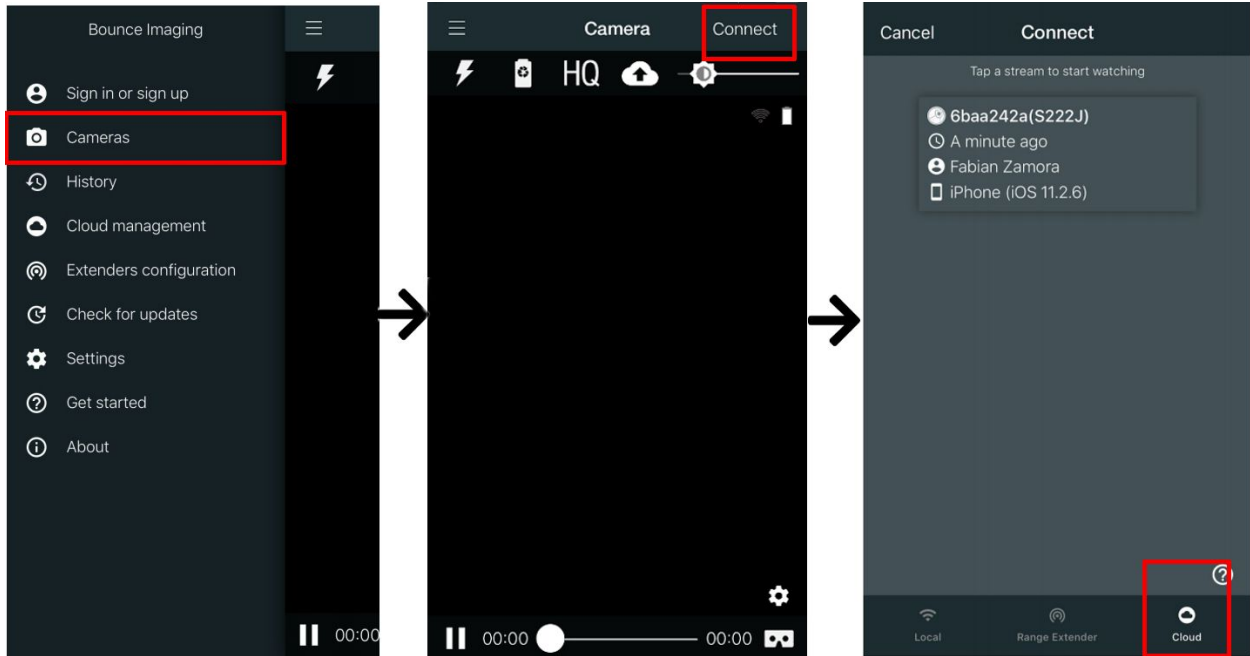 Bounce Imaging
Sign in or sign up
Cameras
History
Cloud management
Extenders configuration
Check for updates
Settings
Get started
About
00:00
Camera
Connect
HQ
00:00
00:00
Cancel
Connect
Tap a stream to start watching
6baa242a(S222J)
A minute ago
Fabian Zamora
iPhone (iOS 11.2.6)
Local
Range Extender
Cloud